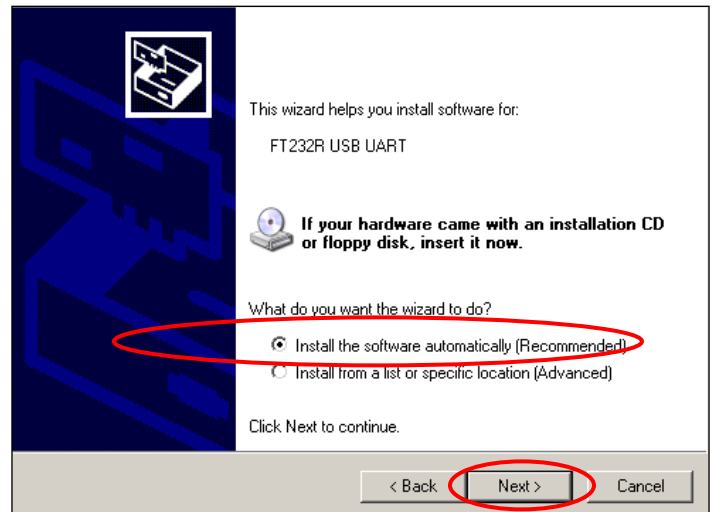 This wizard helps you install software for:
FT232R USB UART
If your hardware came with an installation CD
or floppy disk, insert it now.
What do you want the wizard to do?
Install the software automatically (Recommended)
Install from a list or specific location (Advanced)
Click Next to continue.
< Back Next > Cancel